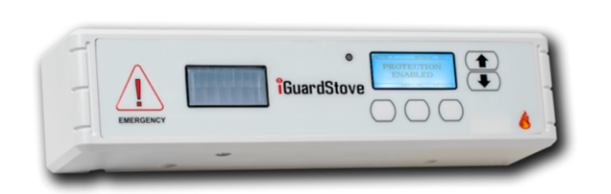 EMERGENCY
iGuardStove
PROTECTION
ENABLED